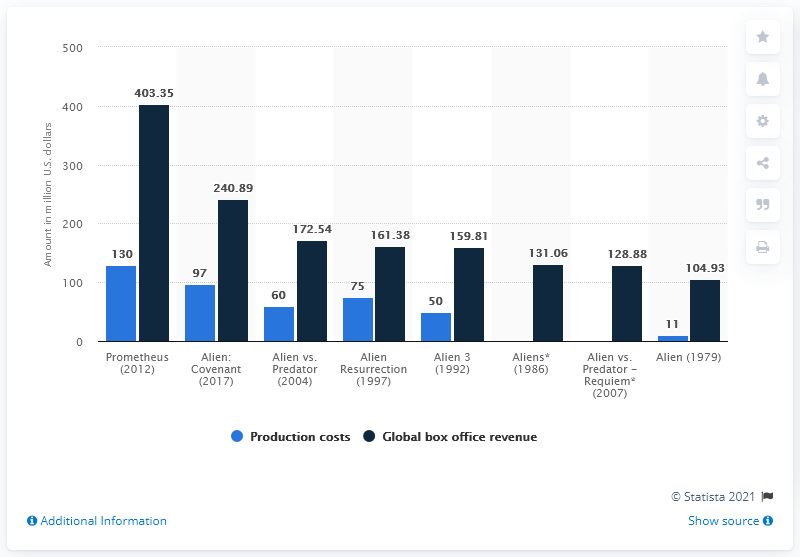 500
400
300
200
100
0
Amount in million U.S. dollars
130
403.35
97
240.89
60
172.54
75
161.38
50
159.81
131.06
128.88
11
104.93
Prometheus
(2012)
Alien:
Covenant
(2017)
Alien vs.
Predator
(2004)
Alien
Resurrection
(1997)
Alien 3
(1992)
Aliens*
(1986)
Alien vs.
Predator -
Requiem*
(2007)
Alien (1979)
Production costs
Global box office revenue
© Statista 2021
Additional Information
Show source